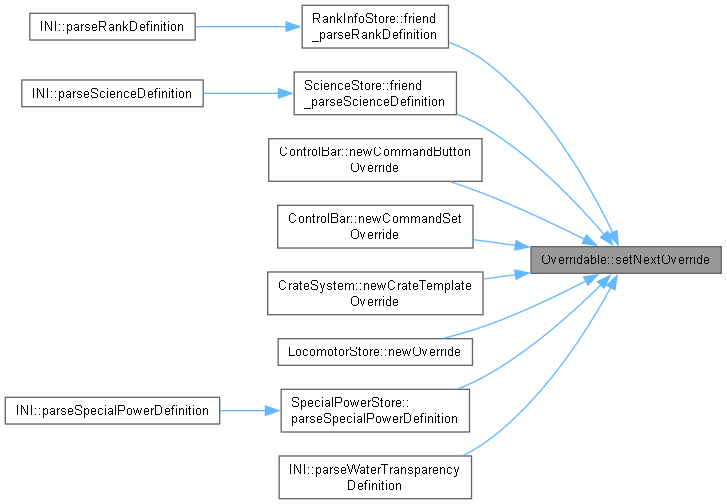 INI::parseRankDefinition
RankInfoStore::friend
_parseRankDefinition
INI::parseScienceDefinition
ScienceStore::friend
_parseScienceDefinition
ControlBar::newCommandButton
Override
ControlBar::newCommandSet
Override
Overridable::setNextOverride
CrateSystem::newCrateTemplate
Override
LocomotorStore::newOverride
INI::parseSpecialPowerDefinition
SpecialPowerStore::
parseSpecialPowerDefinition
INI::parseWaterTransparency
Definition